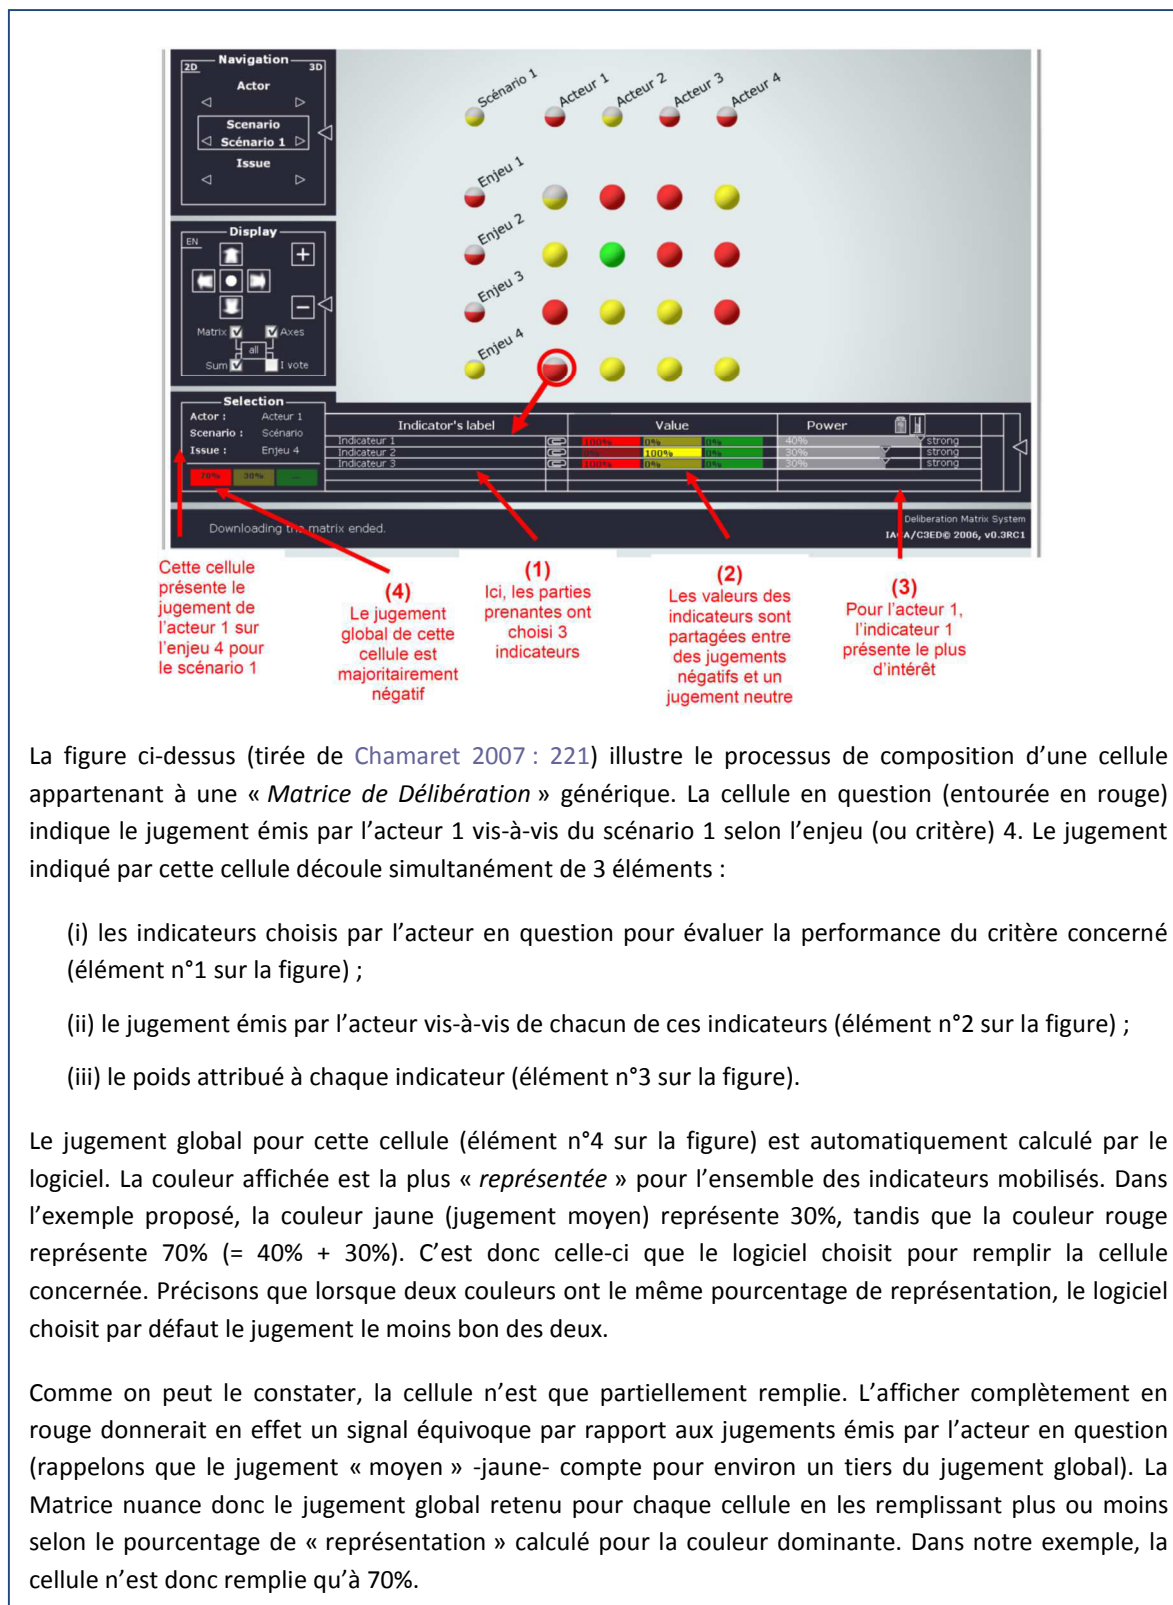 Navigation
2D
3D
Actor
Scenario
Scénario 1
Issue
Display
EN
Matrix
Axes
all
Sum
I vote
Scénario 1
Acteur 1
Acteur 2
Acteur 3
Acteur 4
Enjeu 1
Enjeu 2
Enjeu 3
Enjeu 4
Selection
Actor : Acteur 1
Scenario : Scénario
Issue : Enjeu 4
70% 30% --
Indicator's label Value Power
Indicateur 1 100% 0% 0% 40% strong
Indicateur 2 0% 100% 0% 30% strong
Indicateur 3 100% 0% 0% 30% strong
Downloading the matrix ended.
Deliberation Matrix System
IACA/C3ED© 2006, v0.3RC1
Cette cellule
présente le
jugement de
l'acteur 1 sur
l'enjeu 4 pour
le scénario 1
(4)
Le jugement
global de cette
cellule est
majoritairement
négatif
(1)
Ici, les parties
prenantes ont
choisi 3
indicateurs
(2)
Les valeurs des
indicateurs sont
partagées entre
des jugements
négatifs et un
jugement neutre
(3)
Pour l'acteur 1,
l'indicateur 1
présente le plus
d'intérêt
La figure ci-dessus (tirée de Chamaret 2007 : 221) illustre le processus de composition d'une cellule
appartenant à une « Matrice de Délibération » générique. La cellule en question (entourée en rouge)
indique le jugement émis par l'acteur 1 vis-à-vis du scénario 1 selon l'enjeu (ou critère) 4. Le jugement
indiqué par cette cellule découle simultanément de 3 éléments :
(i) les indicateurs choisis par l'acteur en question pour évaluer la performance du critère concerné
(élément n°1 sur la figure) ;
(ii) le jugement émis par l'acteur vis-à-vis de chacun de ces indicateurs (élément n°2 sur la figure) ;
(iii) le poids attribué à chaque indicateur (élément n°3 sur la figure).
Le jugement global pour cette cellule (élément n°4 sur la figure) est automatiquement calculé par le
logiciel. La couleur affichée est la plus « représentée » pour l'ensemble des indicateurs mobilisés. Dans
l'exemple proposé, la couleur jaune (jugement moyen) représente 30%, tandis que la couleur rouge
représente 70% (= 40% + 30%). C'est donc celle-ci que le logiciel choisit pour remplir la cellule
concernée. Précisons que lorsque deux couleurs ont le même pourcentage de représentation, le logiciel
choisit par défaut le jugement le moins bon des deux.
Comme on peut le constater, la cellule n'est que partiellement remplie. L'afficher complètement en
rouge donnerait en effet un signal équivoque par rapport aux jugements émis par l'acteur en question
(rappelons que le jugement « moyen » -jaune- compte pour environ un tiers du jugement global). La
Matrice nuance donc le jugement global retenu pour chaque cellule en les remplissant plus ou moins
selon le pourcentage de « représentation » calculé pour la couleur dominante. Dans notre exemple, la
cellule n'est donc remplie qu'à 70%.